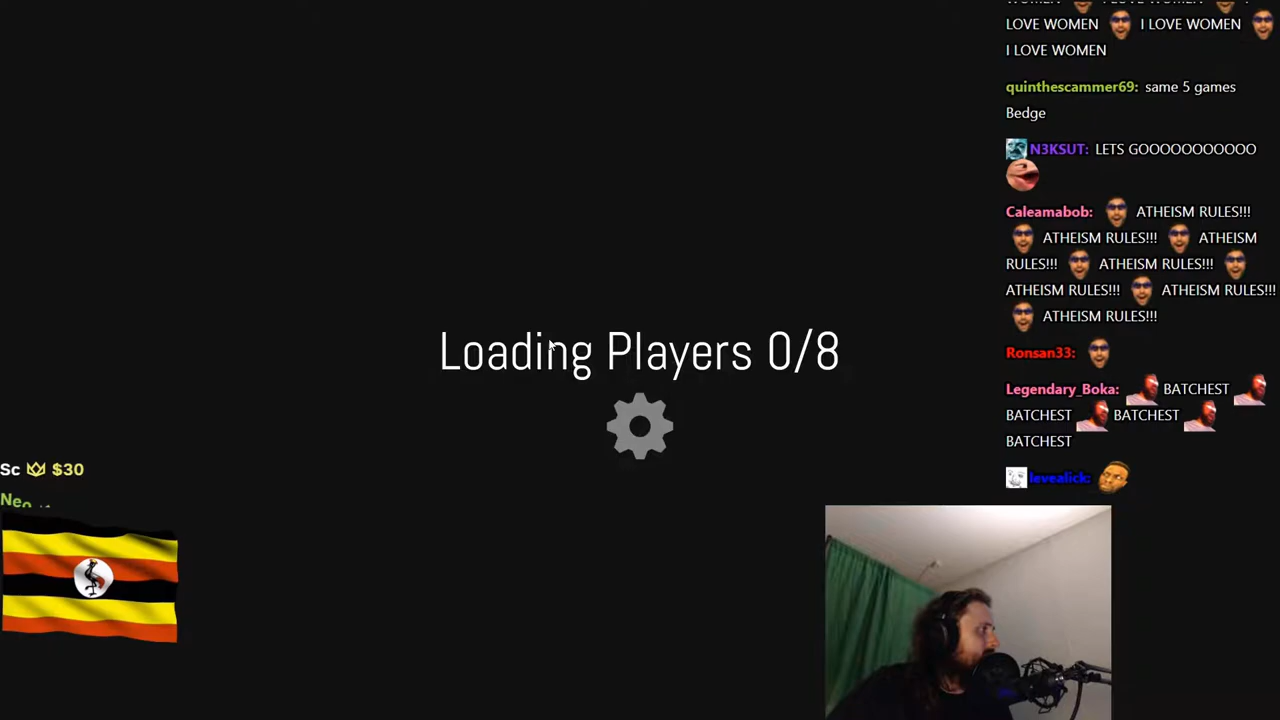 LOVE WOMEN I LOVE WOMEN
I LOVE WOMEN
quinthescammer69: same 5 games
Bedge
N3KSUT: LETS GOOOOOOOOOOO
Caleamabob: ATHEISM RULES!!!
ATHEISM RULES!!! ATHEISM
RULES!!! ATHEISM RULES!!!
ATHEISM RULES!!! ATHEISM RULES!!!
ATHEISM RULES!!!
Ronsan33:
Loading Players 0/8
Legendary_Boka: BATCHEST
BATCHEST BATCHEST
BATCHEST
Sc $30
levealick: